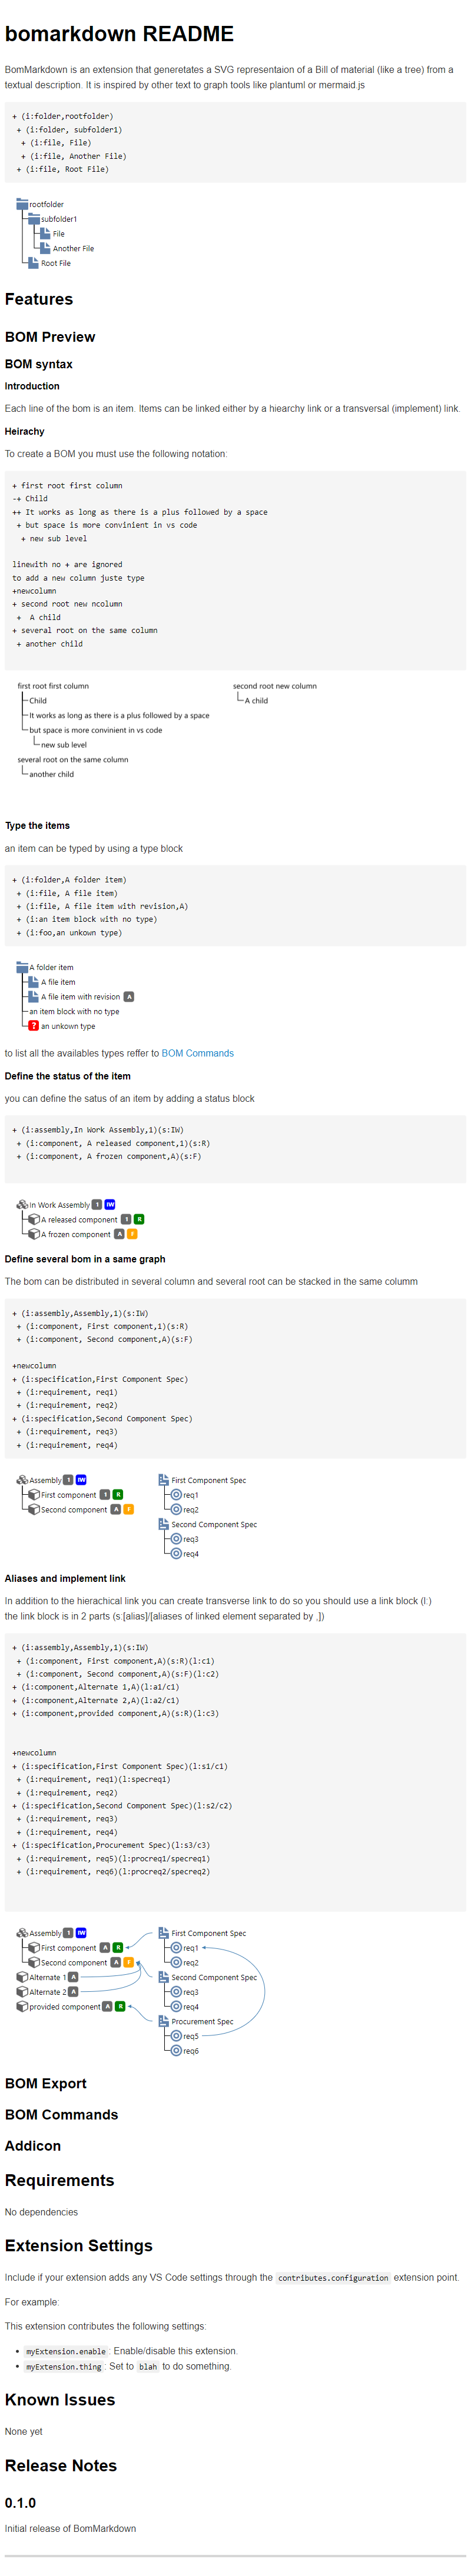 bomarkdown README
BomMarkdown is an extension that generetates a SVG representaion of a Bill of material (like a tree) from a
textual description. It is inspired by other text to graph tools like plantuml or mermaid.js
+ (i:folder,rootfolder)
+ (i:folder, subfolder1)
+ (i:file, File)
+ (i:file, Another File)
+ (i:file, Root File)
rootfolder
subfolder1
File
Another File
Root File
Features
BOM Preview
BOM syntax
Introduction
Each line of the bom is an item. Items can be linked either by a hiearchy link or a transversal (implement) link.
Heirachy
To create a BOM you must use the following notation:
+ first root first column
-+ Child
++ It works as long as there is a plus followed by a space
+ but space is more convinient in vs code
+ new sub level
linewith no + are ignored
to add a new column juste type
+newcolumn
+ second root new ncolumn
+  A child
+ several root on the same column
+ another child
first root first column
Child
It works as long as there is a plus followed by a space
but space is more convinient in vs code
new sub level
several root on the same column
another child
second root new column
A child
Type the items
an item can be typed by using a type block
+ (i:folder,A folder item)
+ (i:file, A file item)
+ (i:file, A file item with revision,A)
+ (i:an item block with no type)
+ (i:foo,an unkown type)
A folder item
A file item
A file item with revision A
an item block with no type
? an unkown type
to list all the availables types reffer to BOM Commands
Define the status of the item
you can define the satus of an item by adding a status block
+ (i:assembly,In Work Assembly,1)(s:IW)
+ (i:component, A released component,1)(s:R)
+ (i:component, A frozen component,A)(s:F)
In Work Assembly 1 IW
A released component 1 R
A frozen component A F
Define several bom in a same graph
The bom can be distributed in several column and several root can be stacked in the same columm
+ (i:assembly,Assembly,1)(s:IW)
+ (i:component, First component,1)(s:R)
+ (i:component, Second component,A)(s:F)
+newcolumn
+ (i:specification,First Component Spec)
+ (i:requirement, req1)
+ (i:requirement, req2)
+ (i:specification,Second Component Spec)
+ (i:requirement, req3)
+ (i:requirement, req4)
Assembly 1 IW
First component 1 R
Second component A F
First Component Spec
req1
req2
Second Component Spec
req3
req4
Aliases and implement link
In addition to the hierachical link you can create transverse link to do so you should use a link block (l:)
the link block is in 2 parts (s:[alias]/[aliases of linked element separated by ,])
+ (i:assembly,Assembly,1)(s:IW)
+ (i:component, First component,A)(s:R)(l:c1)
+ (i:component, Second component,A)(s:F)(l:c2)
+ (i:component,Alternate 1,A)(l:a1/c1)
+ (i:component,Alternate 2,A)(l:a2/c1)
+ (i:component,provided component,A)(s:R)(l:c3)
+newcolumn
+ (i:specification,First Component Spec)(l:s1/c1)
+ (i:requirement, req1)(l:specreq1)
+ (i:requirement, req2)
+ (i:specification,Second Component Spec)(l:s2/c2)
+ (i:requirement, req3)
+ (i:requirement, req4)
+ (i:specification,Procurement Spec)(l:s3/c3)
+ (i:requirement, req5)(l:procreq1/specreq1)
+ (i:requirement, req6)(l:procreq2/specreq2)
Assembly 1 IW
First component A R
Second component A F
Alternate 1 A
Alternate 2 A
provided component A R
First Component Spec
req1
req2
Second Component Spec
req3
req4
Procurement Spec
req5
req6
BOM Export
BOM Commands
Addicon
Requirements
No dependencies
Extension Settings
Include if your extension adds any VS Code settings through the contributes.configuration extension point.
For example:
This extension contributes the following settings:
• myExtension.enable : Enable/disable this extension.
• myExtension.thing : Set to blah to do something.
Known Issues
None yet
Release Notes
0.1.0
Initial release of BomMarkdown